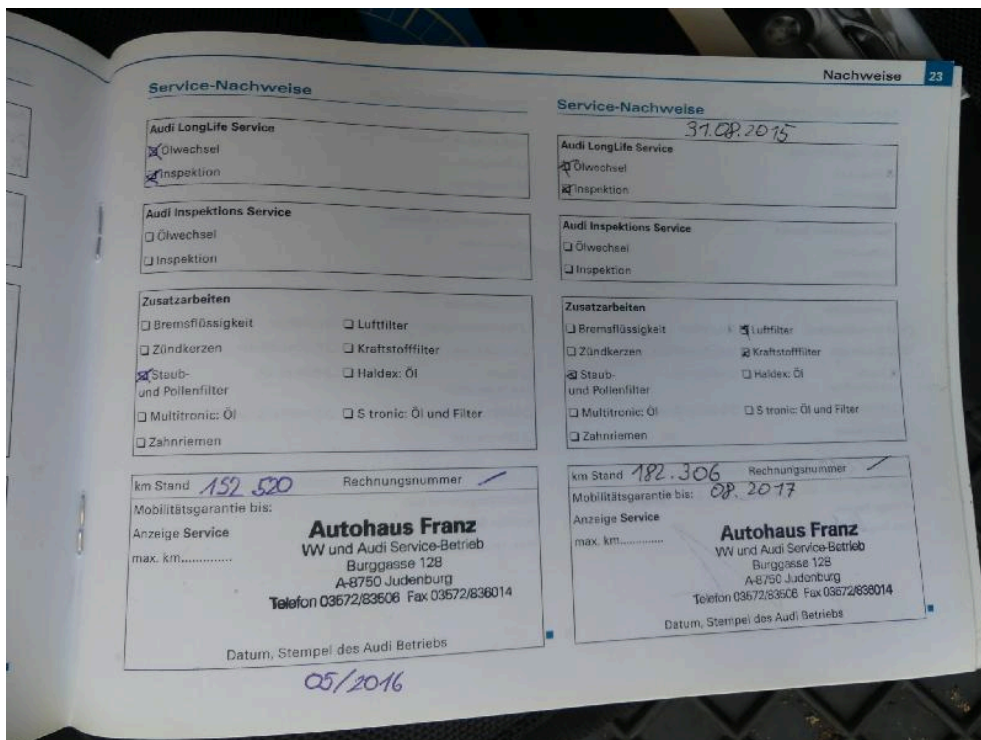 Nachweise 23
Service-Nachweise
Audi LongLife Service
Ölwechsel
Inspektion
Audi Inspektions Service
Ölwechsel
Inspektion
Zusatzarbeiten
Bremsflüssigkeit Luftfilter
Zündkerzen Kraftstofffilter
Staub- Haldex: Öl
und Pollenfilter
Multitronic: Öl S tronic: Öl und Filter
Zahnriemen
km Stand 152 520 Rechnungsnummer
Mobilitätsgarantie bis:
Anzeige Service
max. km.............
Autohaus Franz
VW und Audi Service-Betrieb
Burggasse 128
A-8750 Judenburg
Telefon 03572/83506 Fax 03572/836014
Datum, Stempel des Audi Betriebs
05/2016
Service-Nachweise
31.08.2015
Audi LongLife Service
Ölwechsel
Inspektion
Audi Inspektions Service
Ölwechsel
Inspektion
Zusatzarbeiten
Bremsflüssigkeit Luftfilter
Zündkerzen Kraftstofffilter
Staub- Haldex: Öl
und Pollenfilter
Multitronic: Öl S tronic: Öl und Filter
Zahnriemen
km Stand 182.306 Rechnungsnummer
Mobilitätsgarantie bis: 08.2017
Anzeige Service
max. km.............
Autohaus Franz
VW und Audi Service-Betrieb
Burggasse 128
A-8750 Judenburg
Telefon 03572/83506 Fax 03572/836014
Datum, Stempel des Audi Betriebs